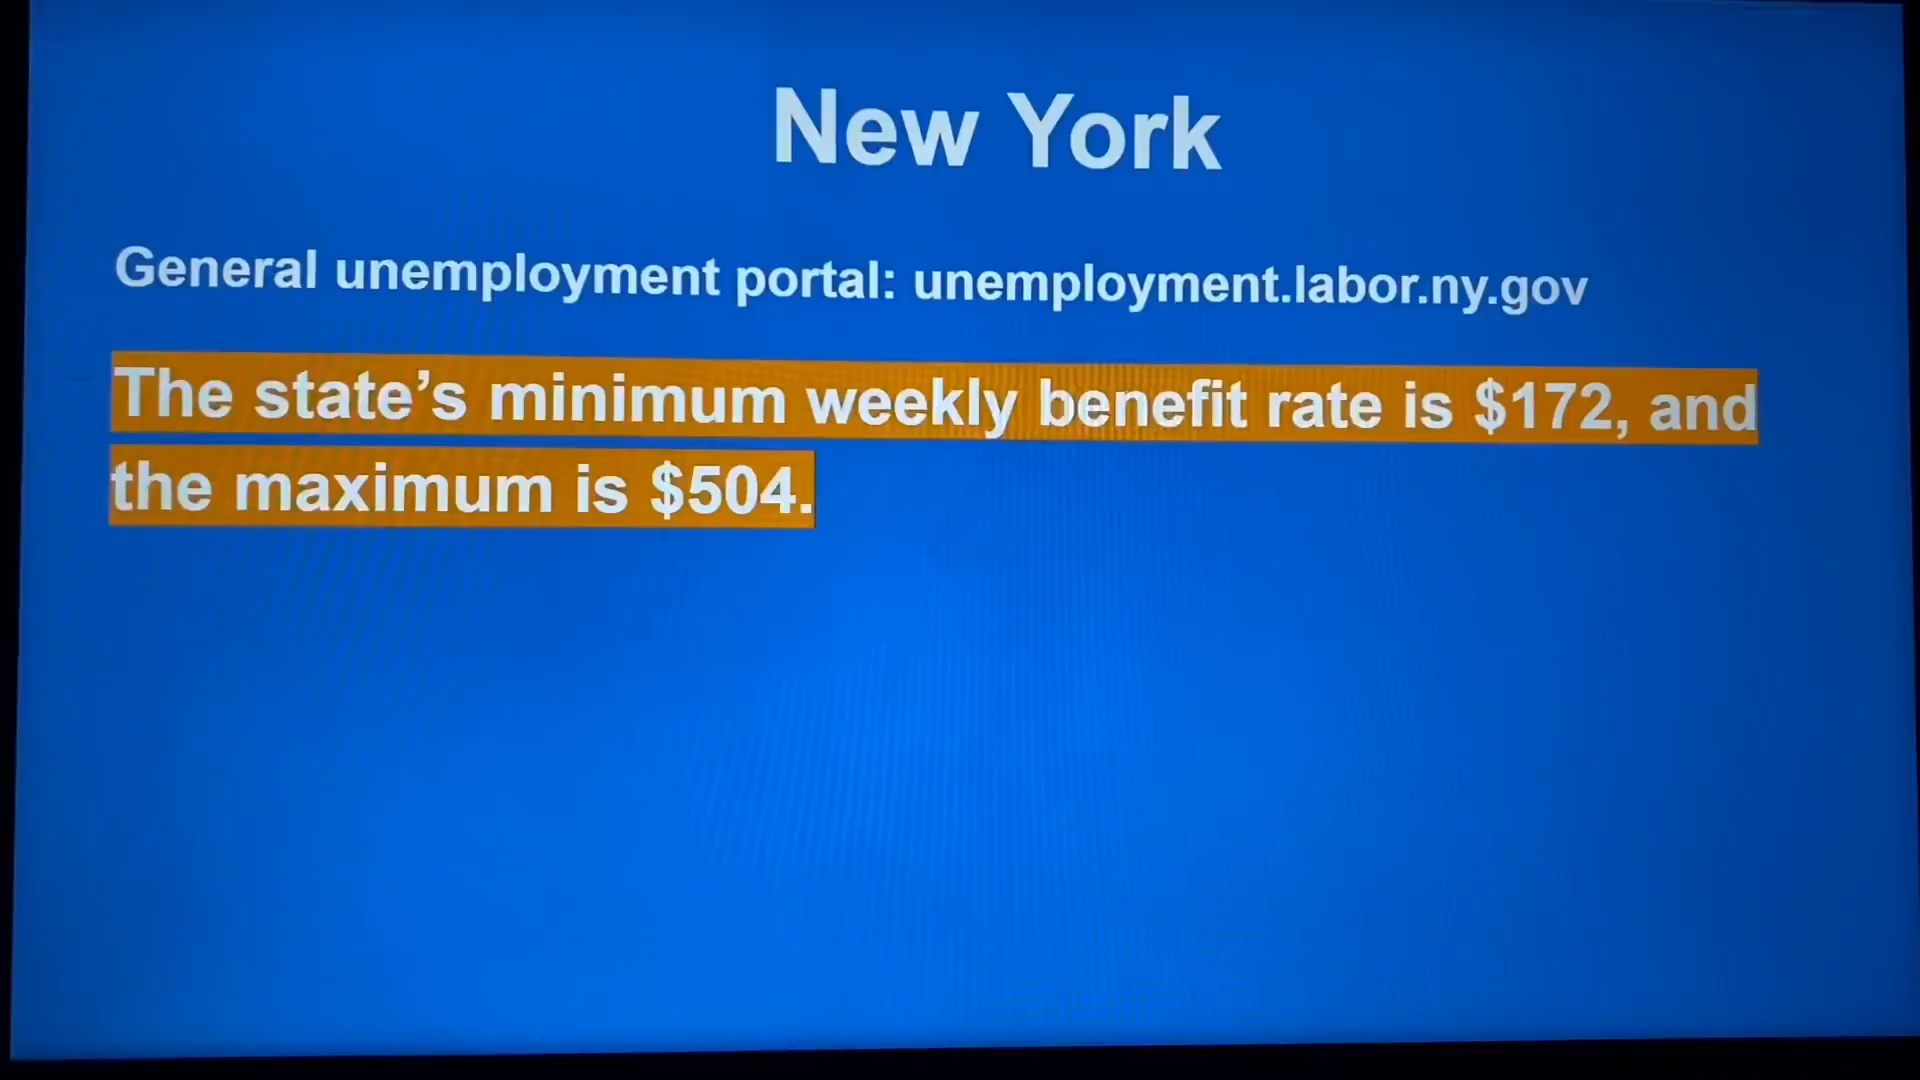 New York
General unemployment portal: unemployment.labor.ny.gov
The state’s minimum weekly benefit rate is $172, and
the maximum is $504.